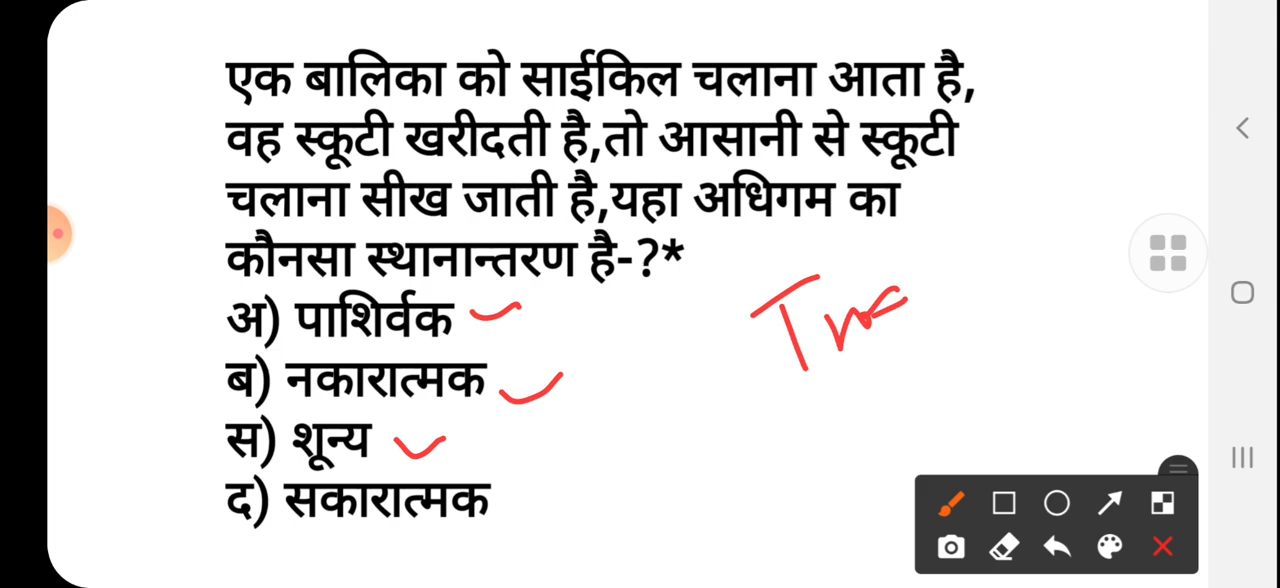 एक बालिका को साईकिल चलाना आता है,
वह स्कूटी खरीदती है,तो आसानी से स्कूटी
चलाना सीख जाती है,यहा अधिगम का
कौनसा स्थानान्तरण है-?*
अ) पाशिर्वक
ब) नकारात्मक
स) शून्य
द) सकारात्मक